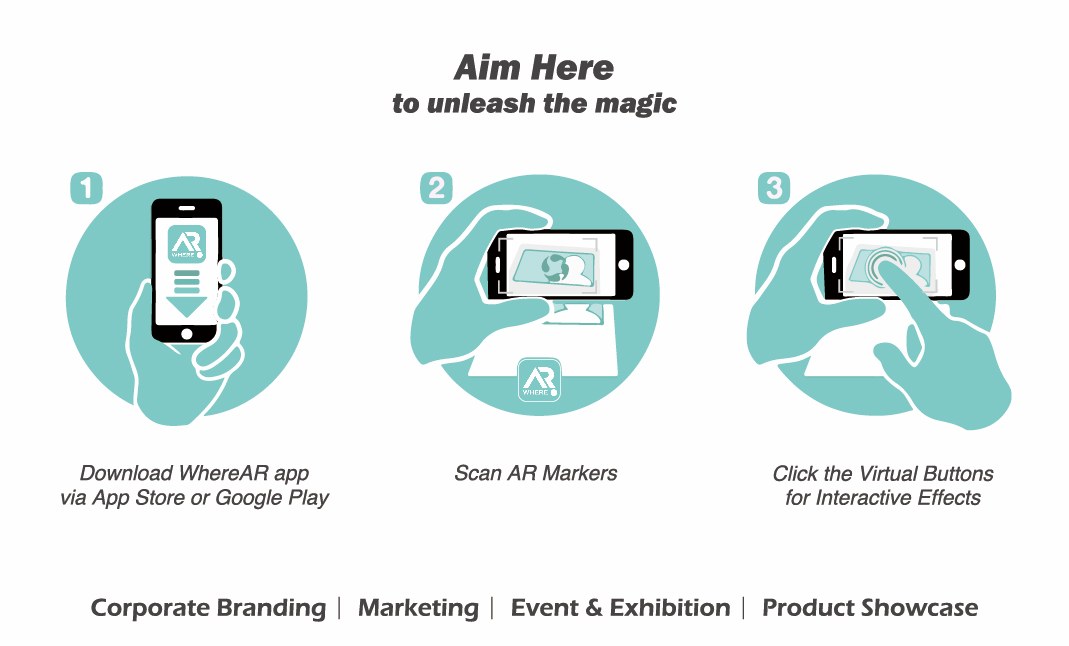 Aim Here
to unleash the magic
1
2
3
AR
WHERE
AR
WHERE
Download WhereAR app
via App Store or Google Play
Scan AR Markers
Click the Virtual Buttons
for Interactive Effects
Corporate Branding | Marketing | Event & Exhibition | Product Showcase